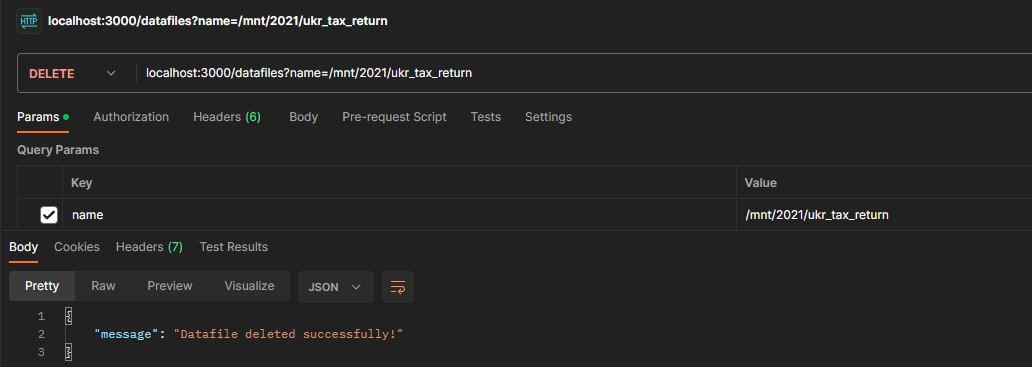 HTTP localhost:3000/datafiles?name=/mnt/2021/ukr_tax_return
DELETE localhost:3000/datafiles?name=/mnt/2021/ukr_tax_return
Params Authorization Headers (6) Body Pre-request Script Tests Settings
Query Params
Key Value
name /mnt/2021/ukr_tax_return
Body Cookies Headers (7) Test Results
Pretty Raw Preview Visualize JSON
1 {
2 "message": "Datafile deleted successfully!"
3 }